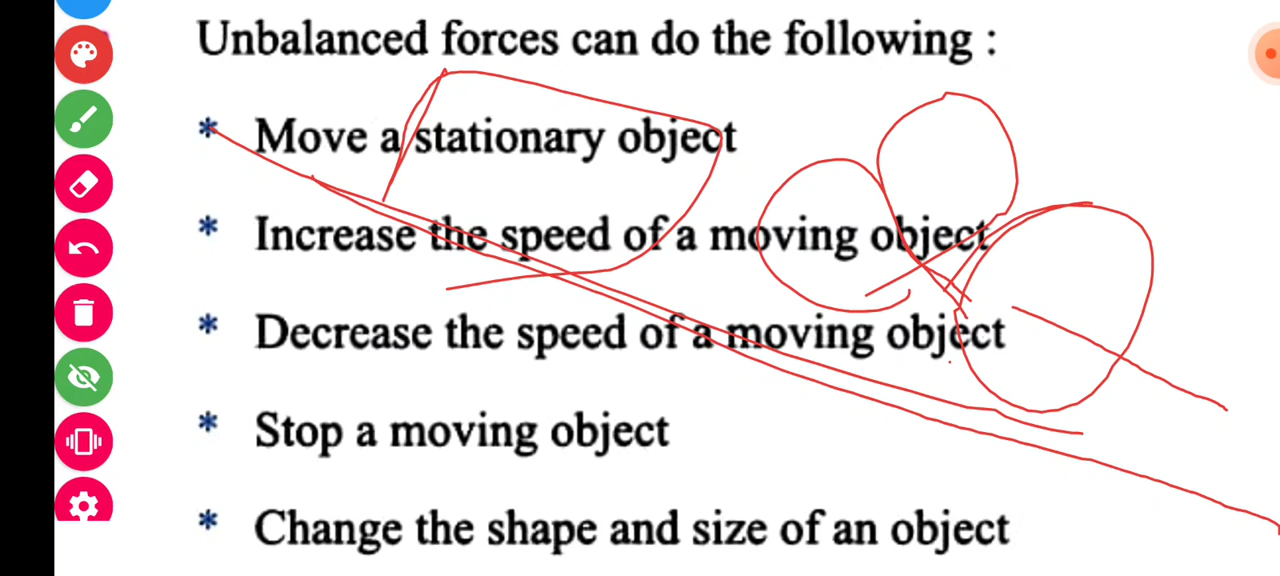 Unbalanced forces can do the following :
* Move a stationary object
* Increase the speed of a moving object
* Decrease the speed of a moving object
* Stop a moving object
* Change the shape and size of an object